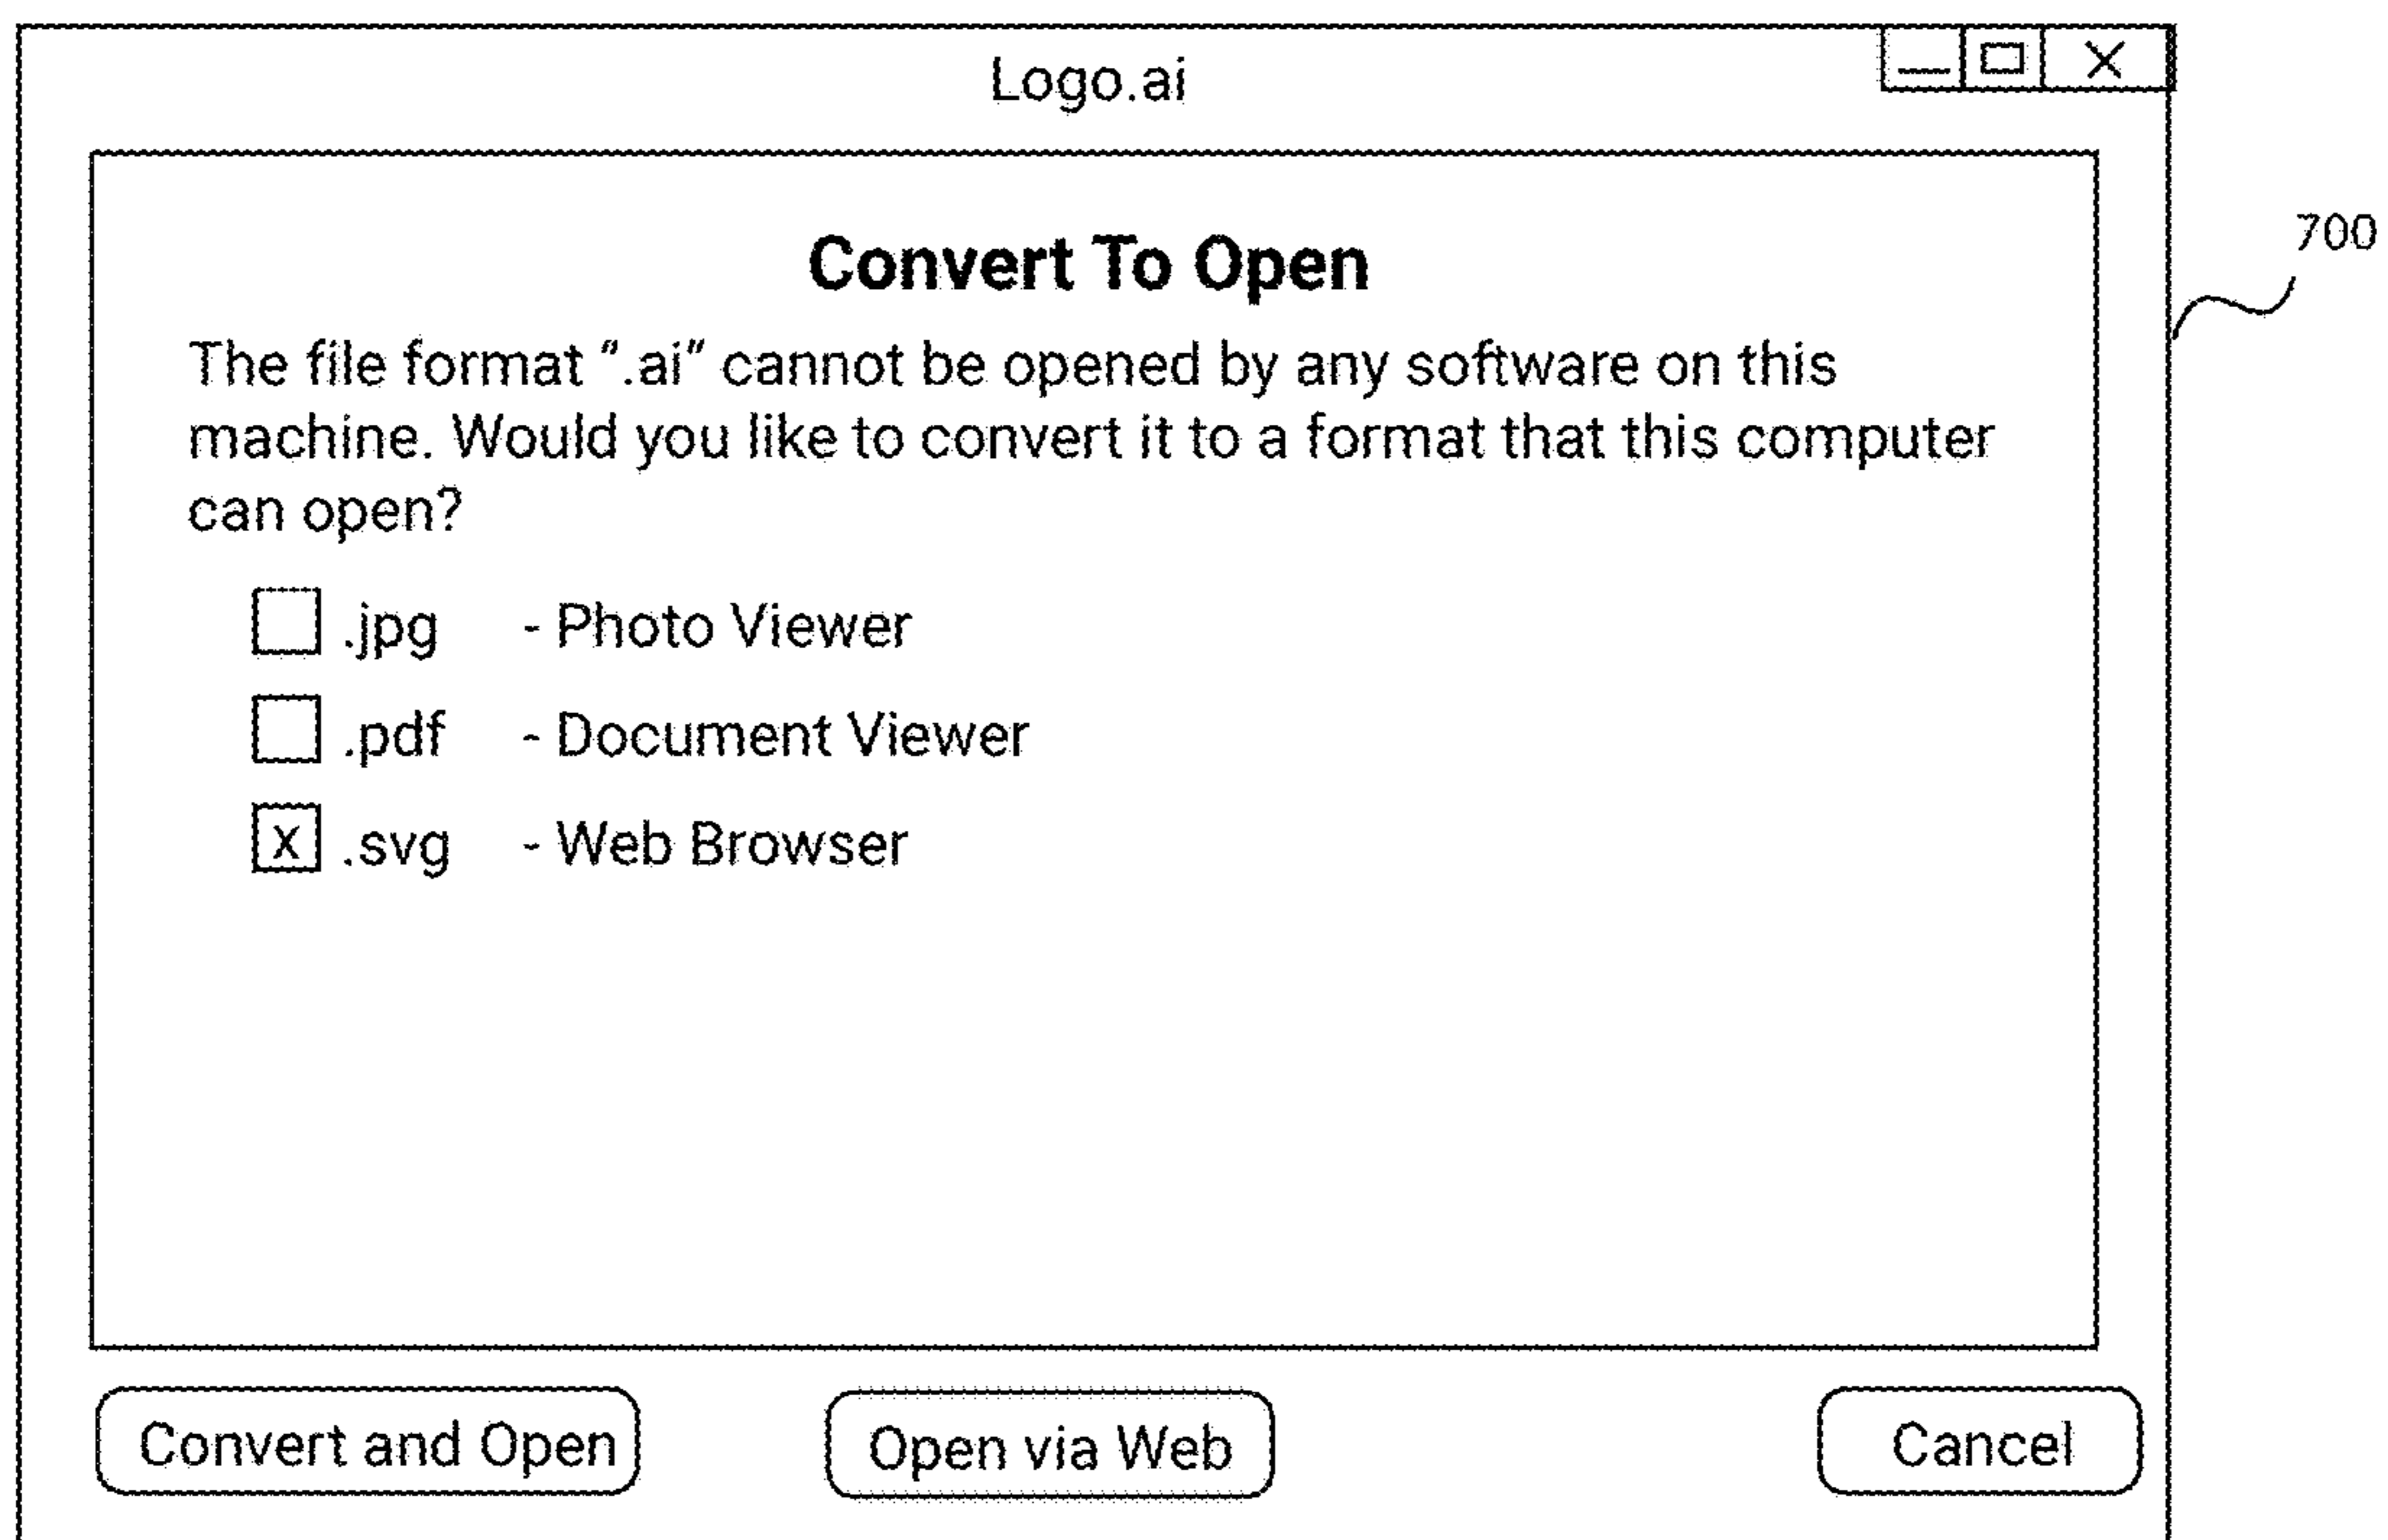 Logo.ai
700
Convert To Open
The file format “.ai” cannot be opened by any software on this
machine. Would you like to convert it to a format that this computer
can open?
.jpg - Photo Viewer
.pdf - Document Viewer
x .svg - Web Browser
Convert and Open Open via Web Cancel